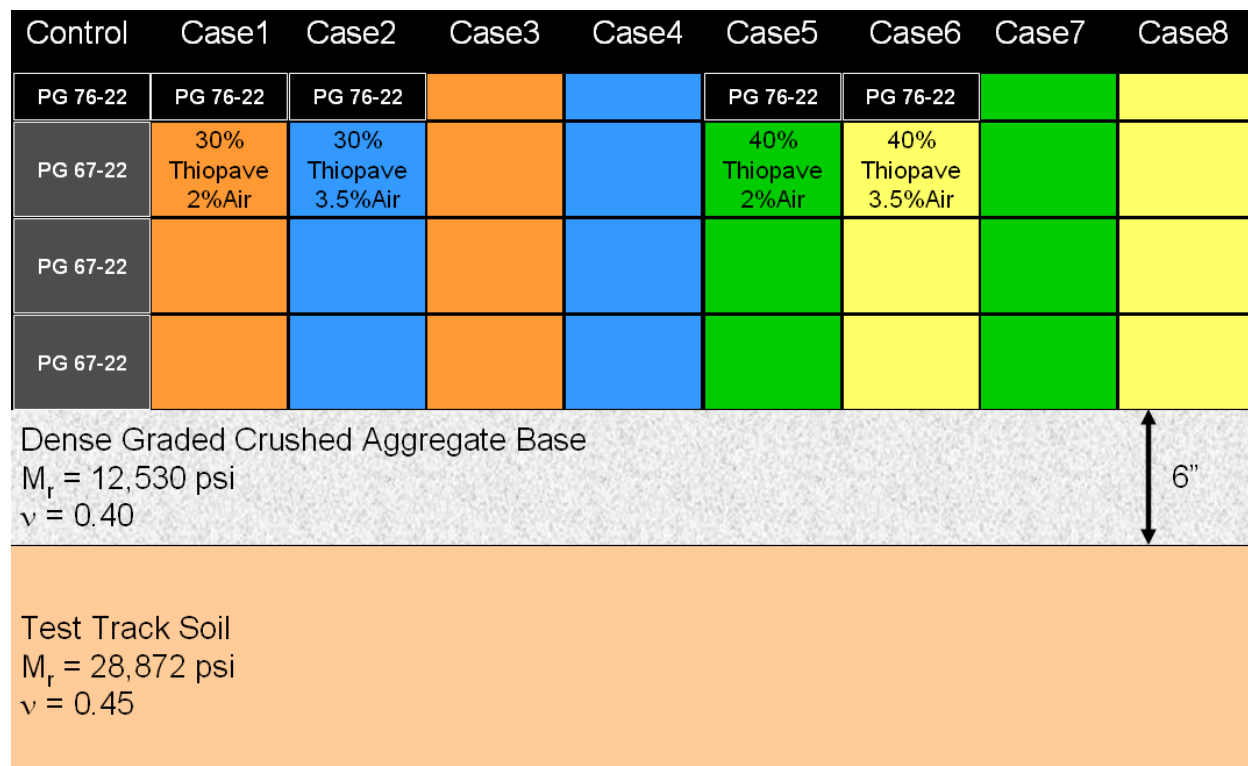 Control Case1 Case2 Case3 Case4 Case5 Case6 Case7 Case8
PG 76-22 PG 76-22 PG 76-22 PG 76-22 PG 76-22
PG 67-22
30%
Thiopave
2%Air
30%
Thiopave
3.5%Air
40%
Thiopave
2%Air
40%
Thiopave
3.5%Air
PG 67-22
PG 67-22
Dense Graded Crushed Aggregate Base
Mr = 12,530 psi
ν = 0.40
6”
Test Track Soil
Mr = 28,872 psi
ν = 0.45